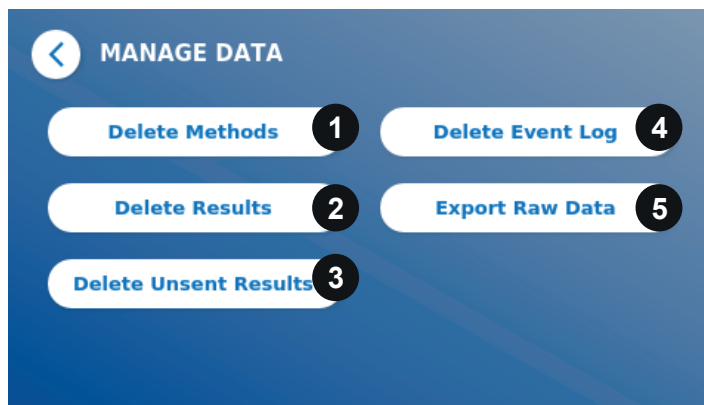 MANAGE DATA
Delete Methods 1
Delete Results 2
Delete Unsent Results 3
Delete Event Log 4
Export Raw Data 5